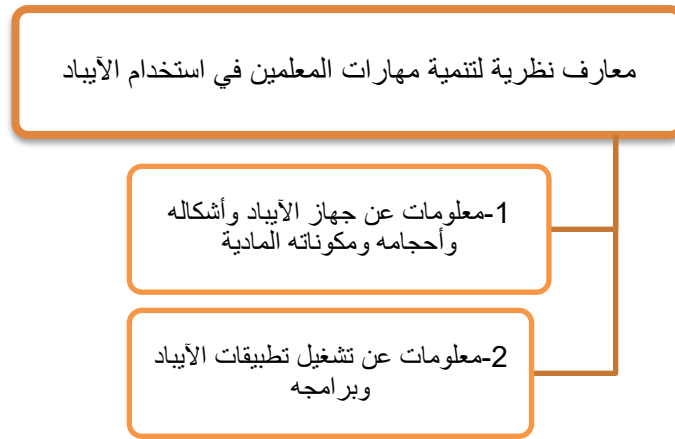 معارف نظرية لتنمية مهارات المعلمين في استخدام الآيباد
1-معلومات عن جهاز الآيباد وأشكاله
وأحجامه ومكوناته المادية
2-معلومات عن تشغيل تطبيقات الآيباد
وبرامجه